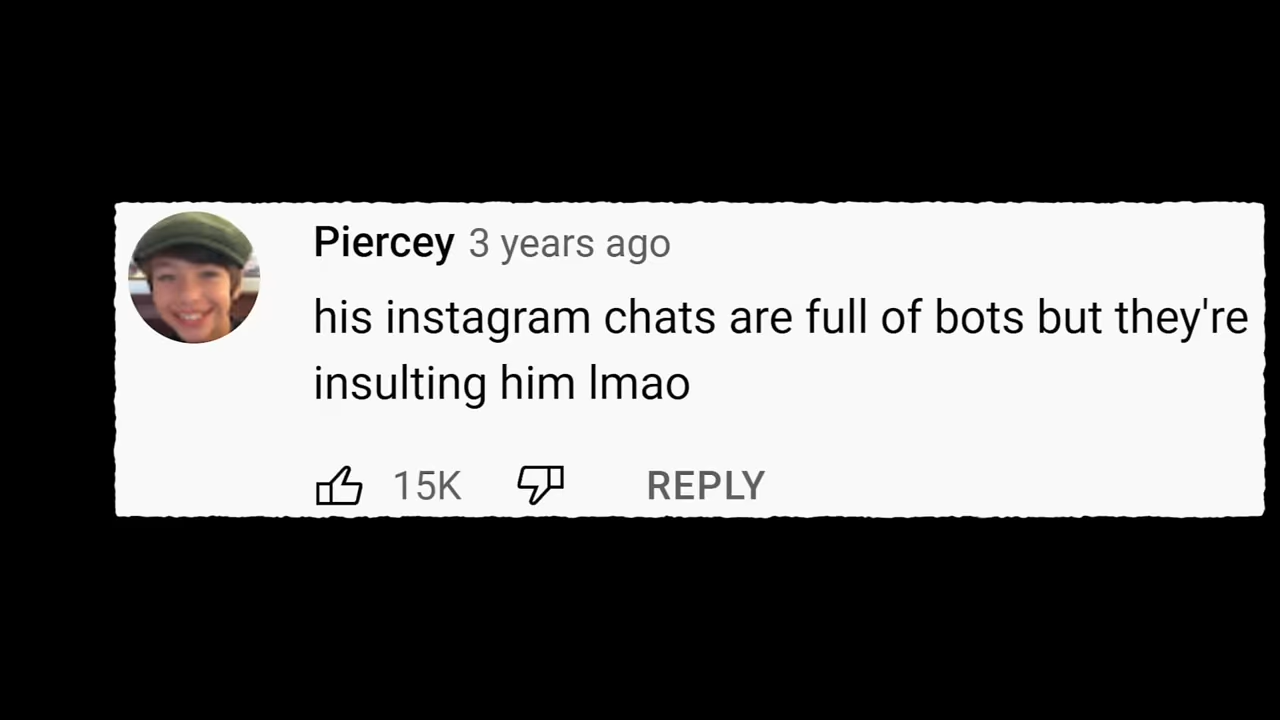 Piercey 3 years ago
his instagram chats are full of bots but they're
insulting him lmao
15K REPLY